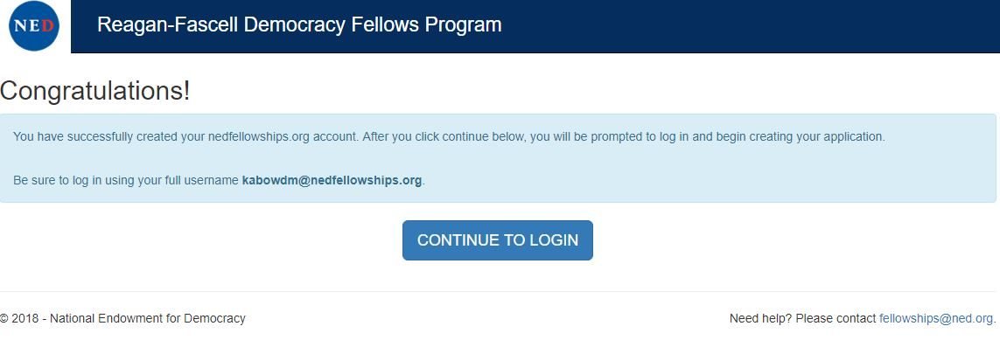 NED Reagan-Fascell Democracy Fellows Program
Congratulations!
You have successfully created your nedfellowships.org account. After you click continue below, you will be prompted to log in and begin creating your application.
Be sure to log in using your full username kabowdm@nedfellowships.org.
CONTINUE TO LOGIN
© 2018 - National Endowment for Democracy
Need help? Please contact fellowships@ned.org.